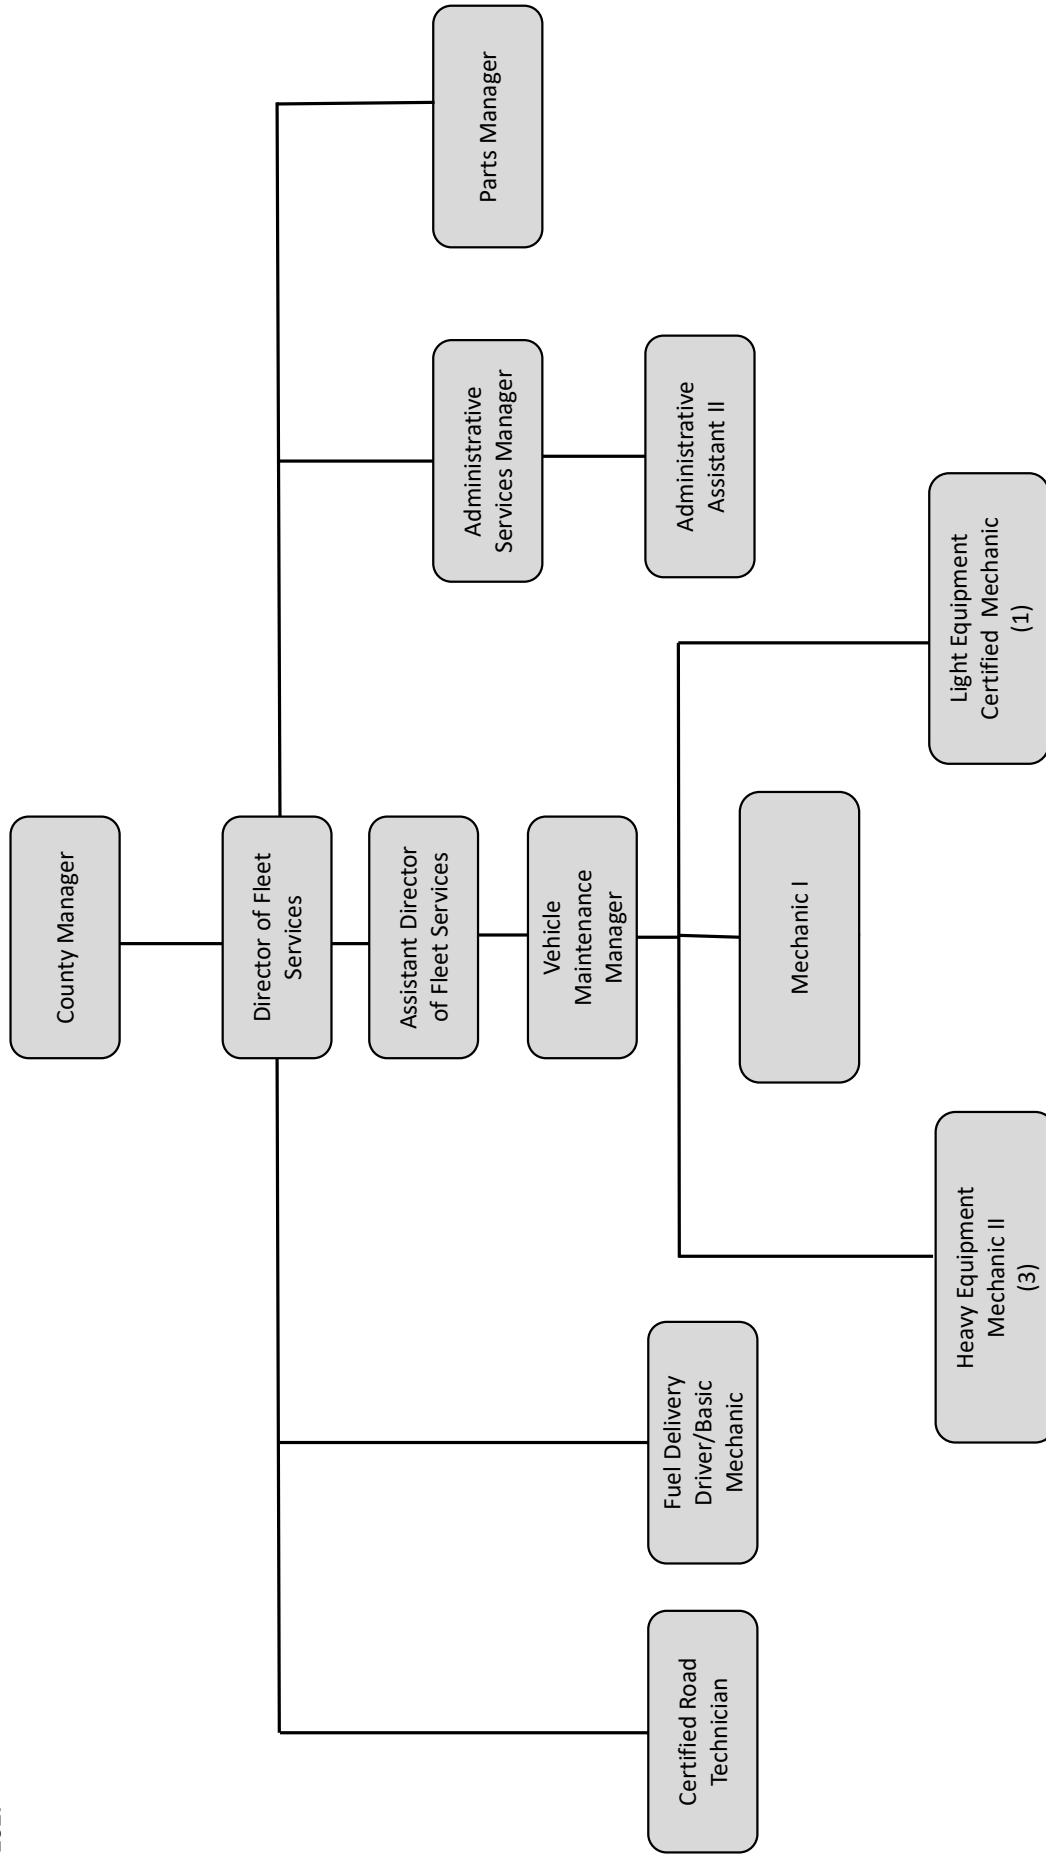 County Manager
Director of Fleet
Services
Assistant Director
of Fleet Services
Vehicle
Maintenance
Manager
Certified Road
Technician
Fuel Delivery
Driver/Basic
Mechanic
Administrative
Services Manager
Parts Manager
Administrative
Assistant II
Heavy Equipment
Mechanic II
(3)
Mechanic I
Light Equipment
Certified  Mechanic
(1)